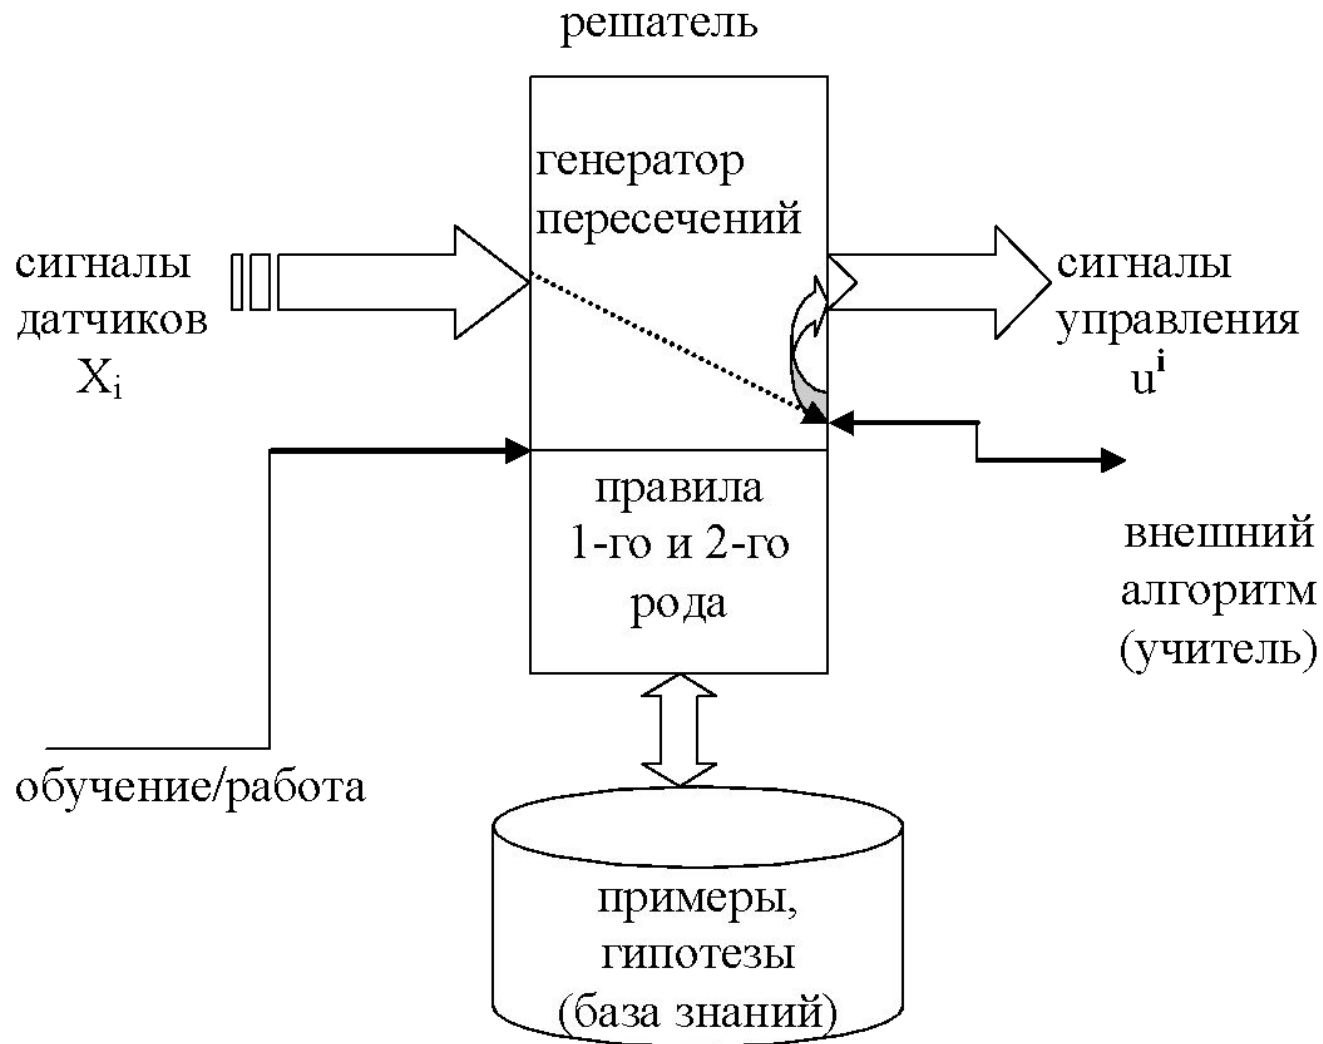 решатель
генератор
пересечений
сигналы
датчиков
Xᵢ
сигналы
управления
uⁱ
правила
1-го и 2-го
рода
внешний
алгоритм
(учитель)
обучение/работа
примеры,
гипотезы
(база знаний)